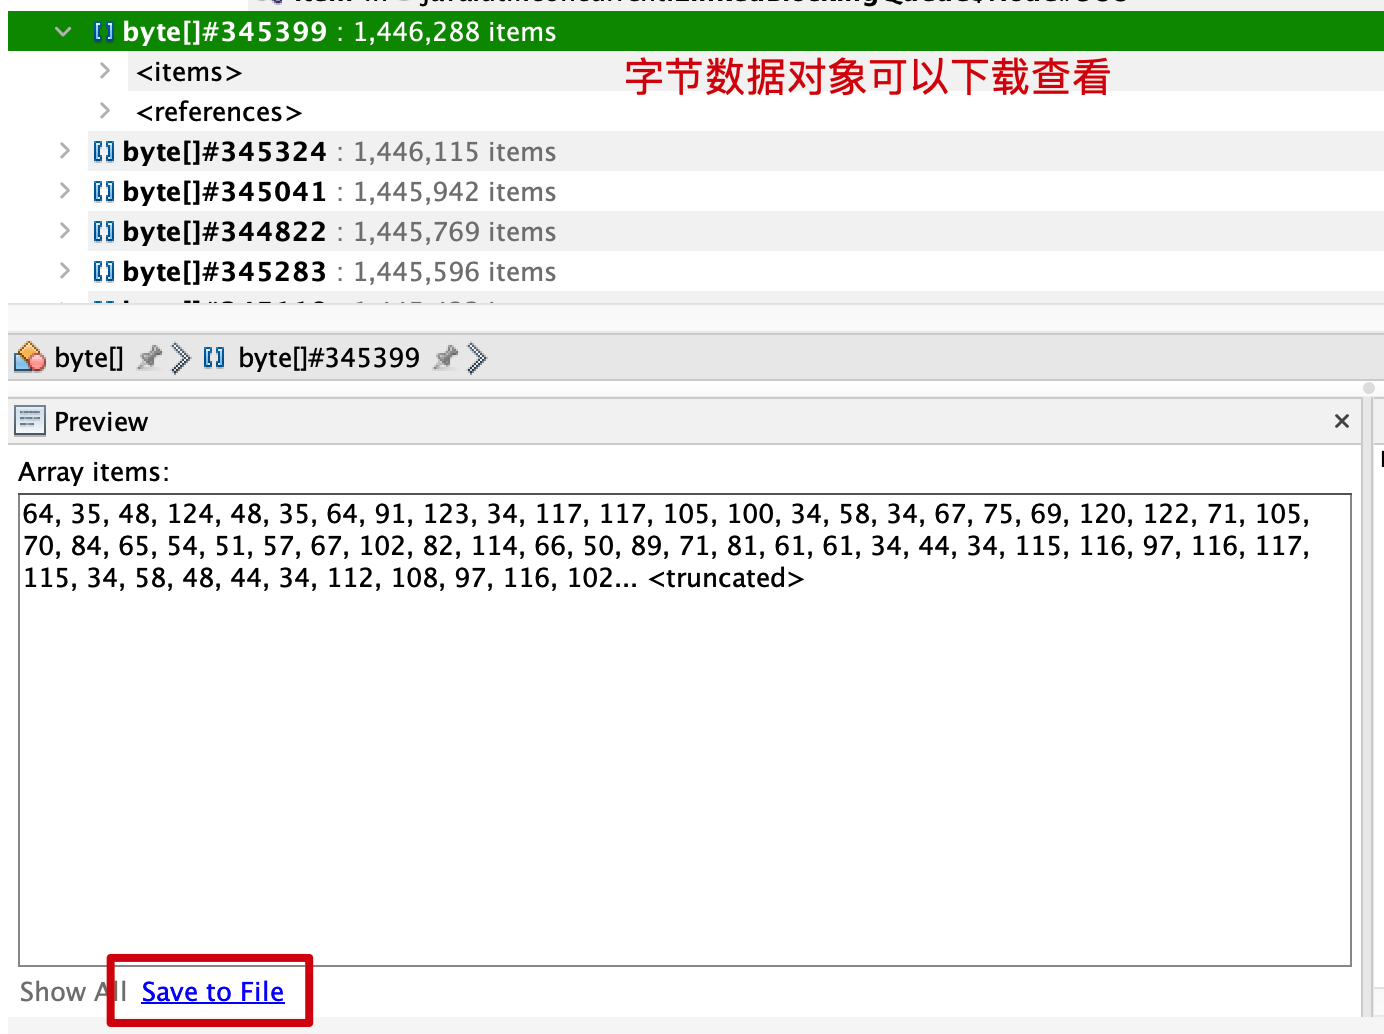 byte[]#345399 : 1,446,288 items
<items>
字节数据对象可以下载查看
<references>
byte[]#345324 : 1,446,115 items
byte[]#345041 : 1,445,942 items
byte[]#344822 : 1,445,769 items
byte[]#345283 : 1,445,596 items
byte[] byte[]#345399
Preview
Array items:
64, 35, 48, 124, 48, 35, 64, 91, 123, 34, 117, 117, 105, 100, 34, 58, 34, 67, 75, 69, 120, 122, 71, 105,
70, 84, 65, 54, 51, 57, 67, 102, 82, 114, 66, 50, 89, 71, 81, 61, 61, 34, 44, 34, 115, 116, 97, 116, 117,
115, 34, 58, 48, 44, 34, 112, 108, 97, 116, 102... <truncated>
Show All Save to File